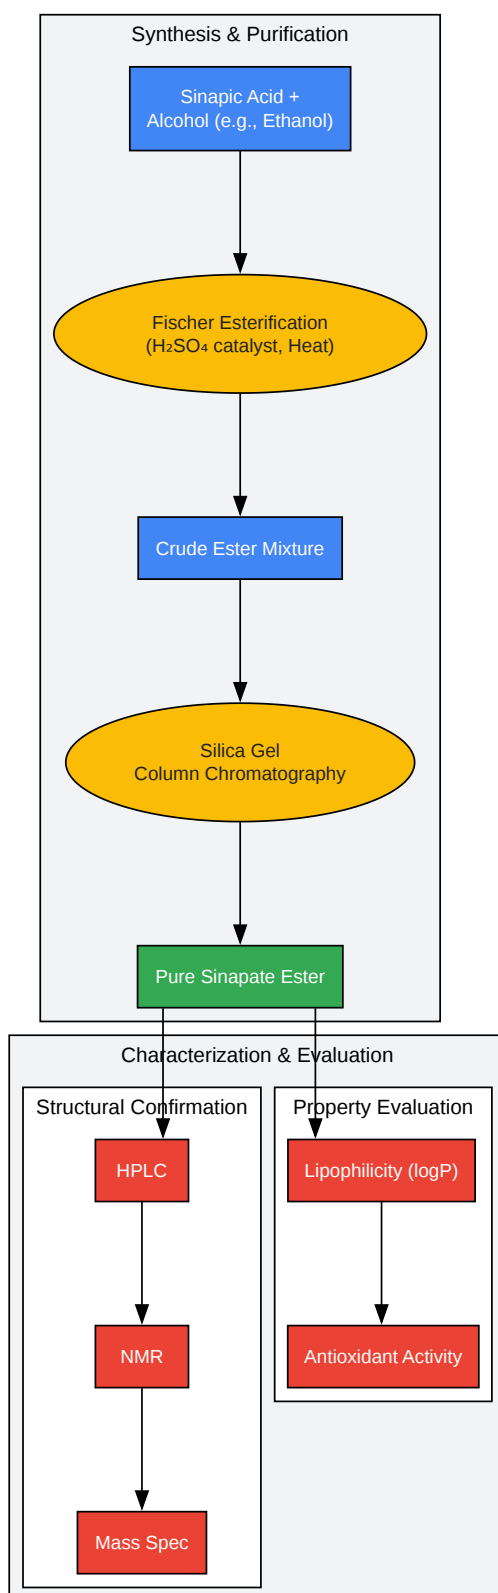 Synthesis & Purification
Sinapic Acid +
Alcohol (e.g., Ethanol)
Fischer Esterification
(H₂SO₄ catalyst, Heat)
Crude Ester Mixture
Silica Gel
Column Chromatography
Pure Sinapate Ester
Characterization & Evaluation
Structural Confirmation
HPLC
NMR
Mass Spec
Property Evaluation
Lipophilicity (logP)
Antioxidant Activity